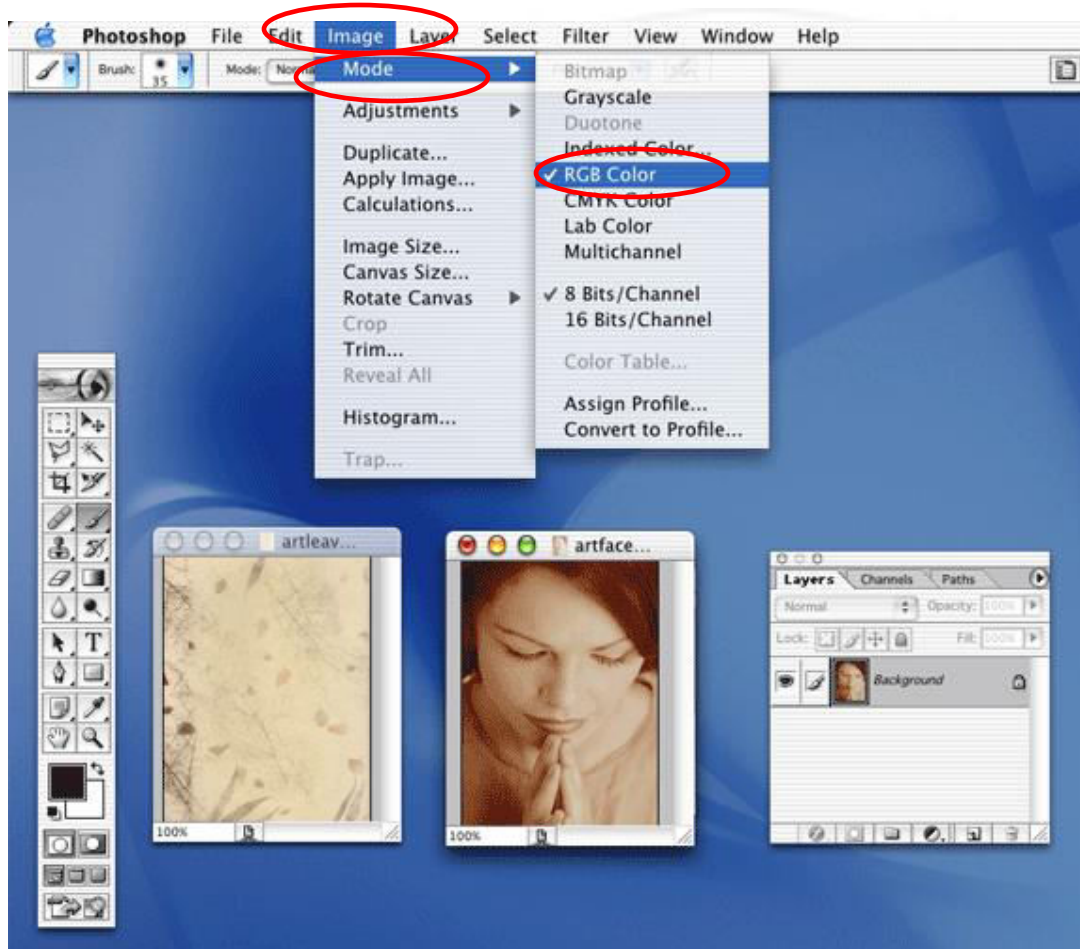 Photoshop File Edit Image Layer Select Filter View Window Help
Brush: 35 Mode:
Mode
Adjustments
Duplicate...
Apply Image...
Calculations...
Image Size...
Canvas Size...
Rotate Canvas
Crop
Trim...
Reveal All
Histogram...
Trap...
Bitmap
Grayscale
Duotone
Indexed Color...
RGB Color
CMYK Color
Lab Color
Multichannel
8 Bits/Channel
16 Bits/Channel
Color Table...
Assign Profile...
Convert to Profile...
artleav...
100%
artface...
100%
Layers Channels Paths
Normal Opacity: 100%
Lock: Fill: 100%
Background
T